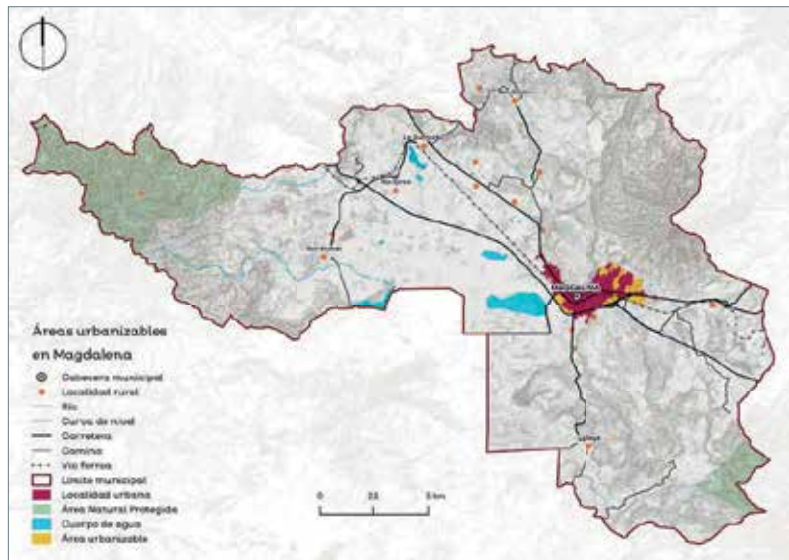 MAGDALENA
Áreas urbanizables
en Magdalena
Cabecera municipal
Localidad rural
Río
Curva de nivel
Carretera
Camino
Vía férrea
Límite municipal
Localidad urbana
Área Natural Protegida
Cuerpo de agua
Área urbanizable
0 2.5 5 km